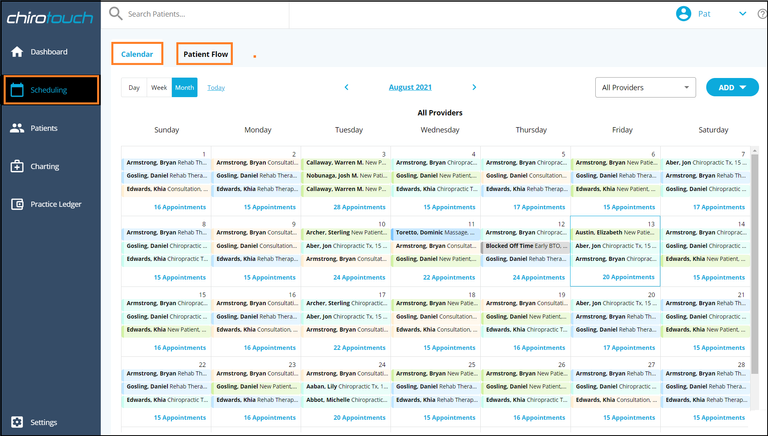 chirotouch
Search Patients...
Pat
Dashboard
Scheduling
Patients
Charting
Practice Ledger
Settings
Calendar
Patient Flow
Day
Week
Month
Today
August 2021
All Providers
ADD
All Providers
Sunday Monday Tuesday Wednesday Thursday Friday Saturday
1 2 3 4 5 6 7
Armstrong, Bryan Rehab Th... Armstrong, Bryan Consultati... Callaway, Warren M. New P... Armstrong, Bryan Chiroprac... Armstrong, Bryan Chiroprac... Armstrong, Bryan New Patie... Aber, Jon Chiropractic Tx, 15 ...
Gosling, Daniel Rehab Thera... Gosling, Daniel Rehab Thera... Nobunaga, Josh M. New Pati... Gosling, Daniel New Patient,... Gosling, Daniel Chiropractic ... Gosling, Daniel Rehab Thera... Armstrong, Bryan Chiroprac...
Edwards, Khia Consultation, ... Edwards, Khia Rehab Therap... Callaway, Warren M. New P... Edwards, Khia Chiropractic T... Edwards, Khia Rehab Therap... Edwards, Khia New Patient,... Gosling, Daniel Chiropractic ...
16 Appointments 15 Appointments 28 Appointments 15 Appointments 17 Appointments 15 Appointments 17 Appointments
8 9 10 11 12 13 14
Armstrong, Bryan Rehab Th... Armstrong, Bryan Consultati... Archer, Sterling New Patient... Toretto, Dominic Massage, ... Armstrong, Bryan Chiroprac... Austin, Elizabeth New Patie... Armstrong, Bryan Chiroprac...
Gosling, Daniel Chiropractic ... Gosling, Daniel Consultation... Aber, Jon Chiropractic Tx, 15 ... Armstrong, Bryan Consultat... Blocked Off Time Early BTO, ... Aber, Jon Chiropractic Tx, 15 ... Gosling, Daniel Chiropractic ...
Edwards, Khia Chiropractic T... Edwards, Khia Rehab Therap... Armstrong, Bryan Consultati... Gosling, Daniel New Patient,... Gosling, Daniel Rehab Thera... Armstrong, Bryan Chiroprac... Edwards, Khia New Patient,...
15 Appointments 15 Appointments 24 Appointments 22 Appointments 24 Appointments 20 Appointments 15 Appointments
15 16 17 18 19 20 21
Armstrong, Bryan Chiroprac... Armstrong, Bryan Rehab Th... Archer, Sterling Chiropractic... Armstrong, Bryan New Patie... Armstrong, Bryan Consultati... Aber, Jon Chiropractic Tx, 15 ... Armstrong, Bryan Rehab Th...
Gosling, Daniel Chiropractic ... Gosling, Daniel Rehab Thera... Aber, Jon Chiropractic Tx, 15 ... Gosling, Daniel Consultation... Gosling, Daniel New Patient,... Armstrong, Bryan Chiroprac... Gosling, Daniel Rehab Thera...
Edwards, Khia New Patient,... Edwards, Khia Consultation, ... Armstrong, Bryan Consultati... Edwards, Khia Rehab Therap... Edwards, Khia Chiropractic T... Gosling, Daniel Chiropractic ... Edwards, Khia Rehab Therap...
16 Appointments 16 Appointments 22 Appointments 15 Appointments 16 Appointments 17 Appointments 15 Appointments
22 23 24 25 26 27 28
Armstrong, Bryan Rehab Th... Armstrong, Bryan Chiroprac... Armstrong, Bryan Consultati... Armstrong, Bryan Rehab Th... Armstrong, Bryan New Patie... Armstrong, Bryan Rehab Th... Armstrong, Bryan Chiroprac...
Gosling, Daniel Rehab Thera... Gosling, Daniel New Patient,... Aaban, Lily Chiropractic Tx, 1... Gosling, Daniel Rehab Thera... Gosling, Daniel New Patient,... Gosling, Daniel Consultation... Gosling, Daniel Rehab Thera...
Edwards, Khia Chiropractic T... Edwards, Khia Rehab Therap... Abbot, Michelle Chiropractic... Edwards, Khia Consultation, ... Edwards, Khia Chiropractic T... Edwards, Khia Chiropractic T... Edwards, Khia Rehab Therap...
15 Appointments 16 Appointments 20 Appointments 15 Appointments 16 Appointments 15 Appointments 15 Appointments